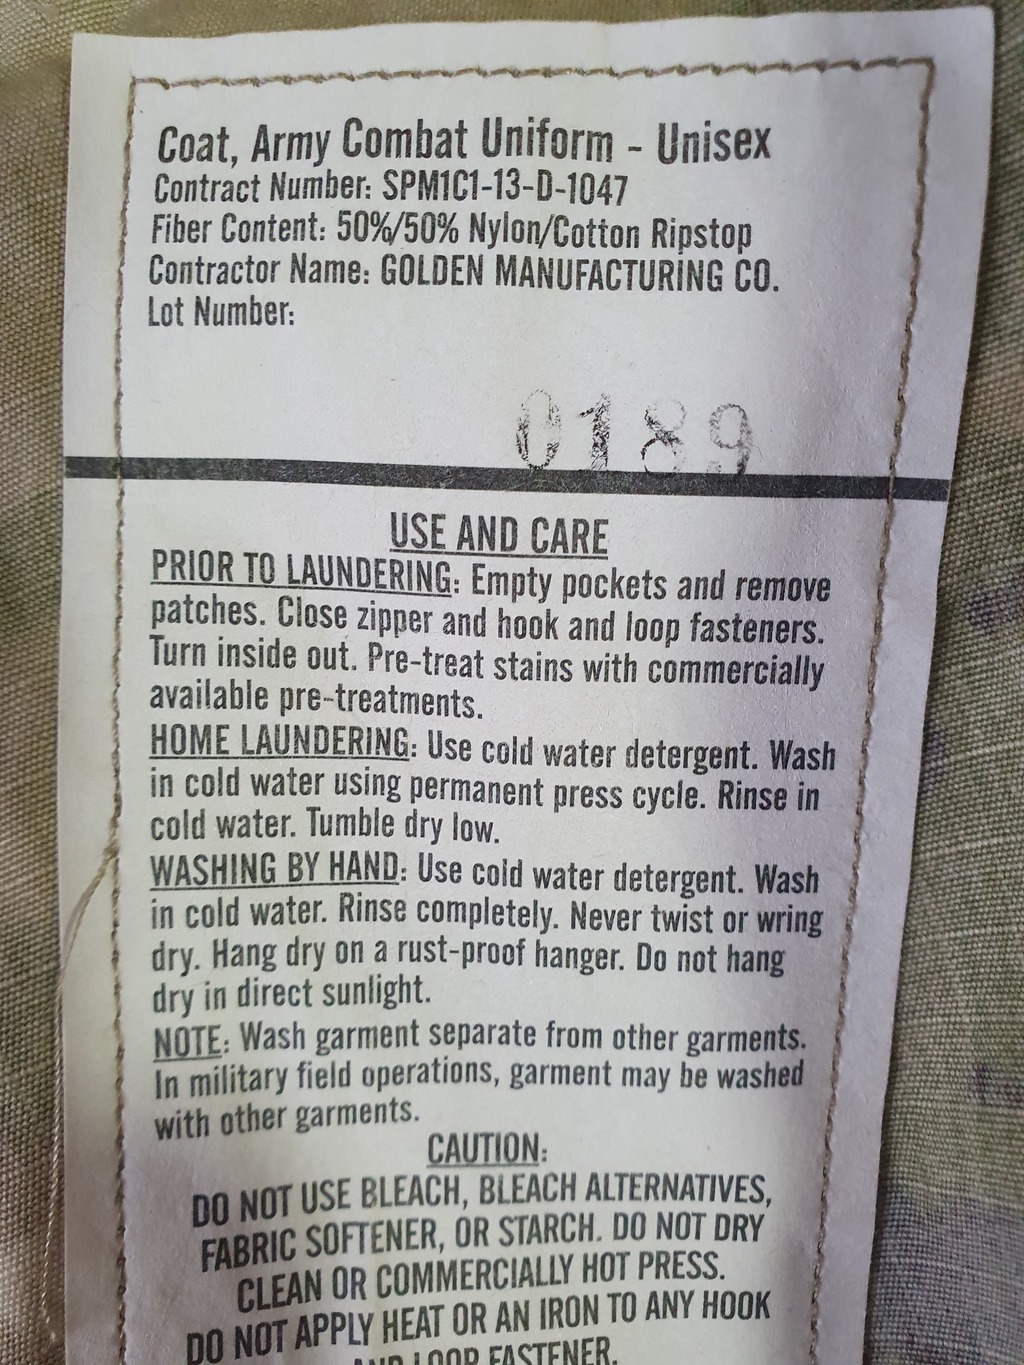 Coat, Army Combat Uniform - Unisex
Contract Number: SPM1C1-13-D-1047
Fiber Content: 50%/50% Nylon/Cotton Ripstop
Contractor Name: GOLDEN MANUFACTURING CO.
Lot Number:
0189
USE AND CARE
PRIOR TO LAUNDERING: Empty pockets and remove
patches. Close zipper and hook and loop fasteners.
Turn inside out. Pre-treat stains with commercially
available pre-treatments.
HOME LAUNDERING: Use cold water detergent. Wash
in cold water using permanent press cycle. Rinse in
cold water. Tumble dry low.
WASHING BY HAND: Use cold water detergent. Wash
in cold water. Rinse completely. Never twist or wring
dry. Hang dry on a rust-proof hanger. Do not hang
dry in direct sunlight.
NOTE: Wash garment separate from other garments.
In military field operations, garment may be washed
with other garments.
CAUTION:
DO NOT USE BLEACH, BLEACH ALTERNATIVES,
FABRIC SOFTENER, OR STARCH. DO NOT DRY
CLEAN OR COMMERCIALLY HOT PRESS.
DO NOT APPLY HEAT OR AN IRON TO ANY HOOK
AND LOOP FASTENER.